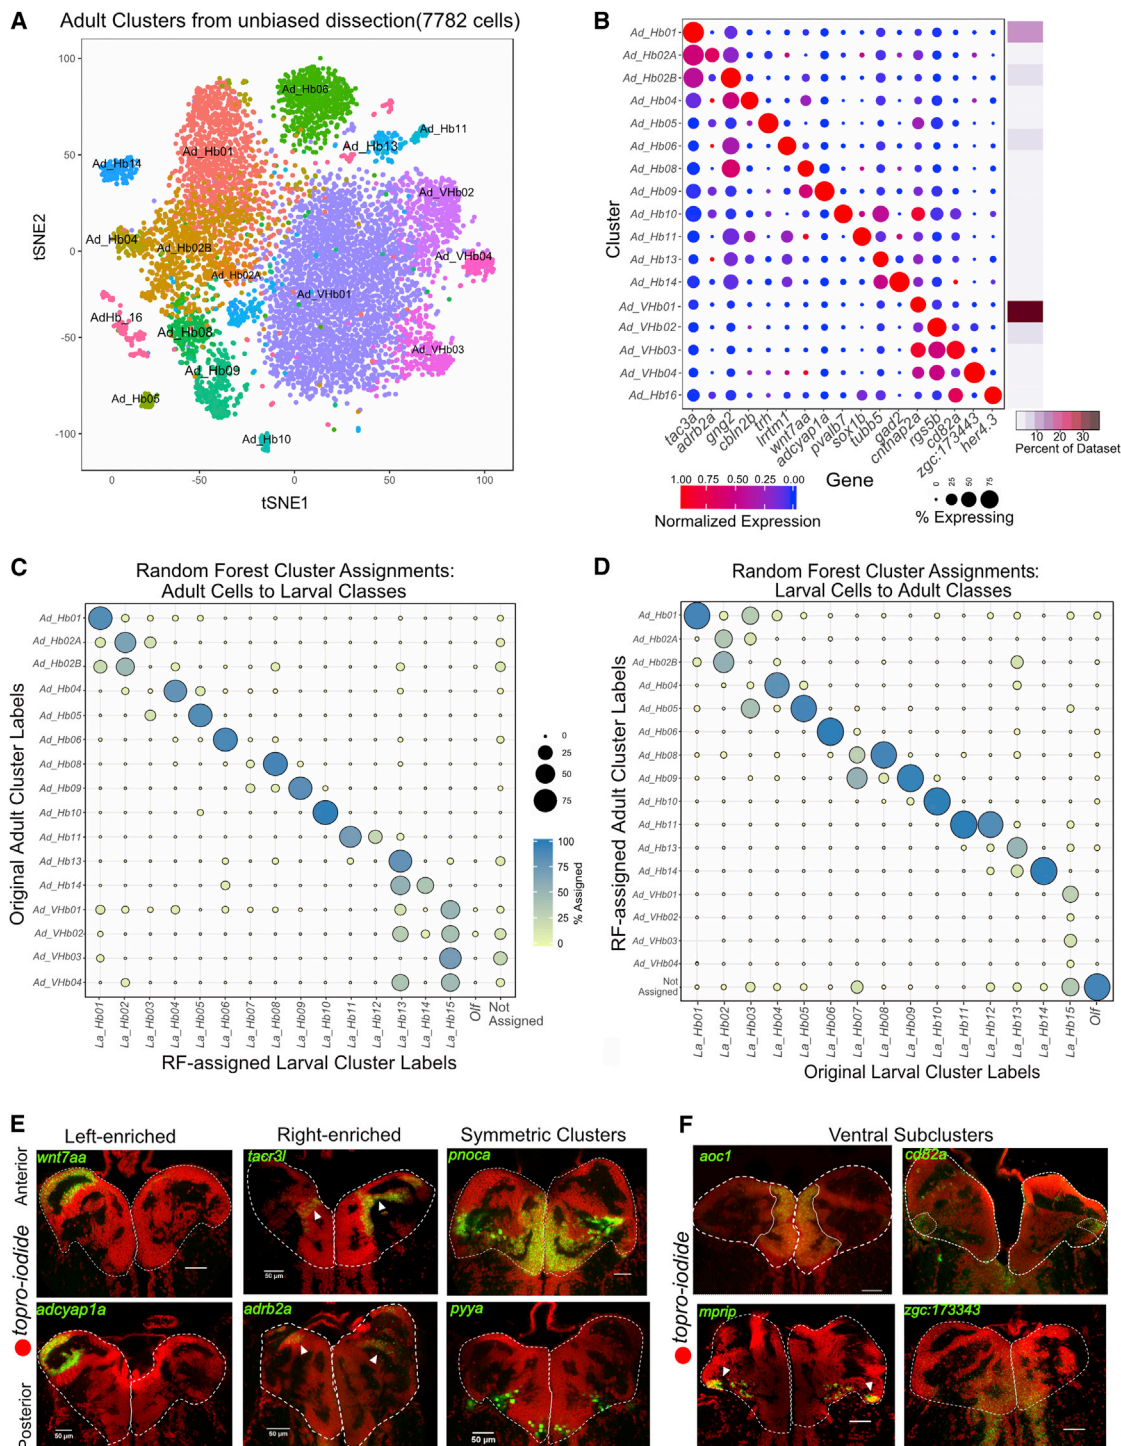 A
Adult Clusters from unbiased dissection(7782 cells)
tSNE2
100
50
0
-50
-100
Ad_Hb06
Ad_Hb11
Ad_Hb13
Ad_Hb01
Ad_Hb14
Ad_VHb02
Ad_Hb04
Ad_Hb02B
Ad_VHb04
Ad_Hb02A
Ad_VHb01
AdHb_16
Ad_Hb08
Ad_VHb03
Ad_Hb09
Ad_Hb05
Ad_Hb10
0
-50
0
50
100
tSNE1
B
Cluster
Ad_Hb01
Ad_Hb02A
Ad_Hb02B
Ad_Hb04
Ad_Hb05
Ad_Hb06
Ad_Hb08
Ad_Hb09
Ad_Hb10
Ad_Hb11
Ad_Hb13
Ad_Hb14
Ad_VHb01
Ad_VHb02
Ad_VHb03
Ad_VHb04
Ad_Hb16
tac3a
adrb2a
gng2
cbln2b
trh
lrrtm1
wnt7aa
adcyap1a
pvalb7
sox1b
tubb5
gad2
cntnap2a
rgs5b
cd82a
zgc:173443
her4.3
Gene
10 20 30
Percent of Dataset
1.00 0.75 0.50 0.25 0.00
Normalized Expression
0 25 50 75
% Expressing
C
Random Forest Cluster Assignments:
Adult Cells to Larval Classes
Original Adult Cluster Labels
Ad_Hb01
Ad_Hb02A
Ad_Hb02B
Ad_Hb04
Ad_Hb05
Ad_Hb06
Ad_Hb08
Ad_Hb09
Ad_Hb10
Ad_Hb11
Ad_Hb13
Ad_Hb14
Ad_VHb01
Ad_VHb02
Ad_VHb03
Ad_VHb04
La_Hb01
La_Hb02
La_Hb03
La_Hb04
La_Hb05
La_Hb06
La_Hb07
La_Hb08
La_Hb09
La_Hb10
La_Hb11
La_Hb12
La_Hb13
La_Hb14
La_Hb15
Olf
Not
Assigned
RF-assigned Larval Cluster Labels
0
25
50
75
100
75
50
25
0
% Assigned
D
Random Forest Cluster Assignments:
Larval Cells to Adult Classes
RF-assigned Adult Cluster Labels
Ad_Hb01
Ad_Hb02A
Ad_Hb02B
Ad_Hb04
Ad_Hb05
Ad_Hb06
Ad_Hb08
Ad_Hb09
Ad_Hb10
Ad_Hb11
Ad_Hb13
Ad_Hb14
Ad_VHb01
Ad_VHb02
Ad_VHb03
Ad_VHb04
Not
Assigned
La_Hb01
La_Hb02
La_Hb03
La_Hb04
La_Hb05
La_Hb06
La_Hb07
La_Hb08
La_Hb09
La_Hb10
La_Hb11
La_Hb12
La_Hb13
La_Hb14
La_Hb15
Olf
Original Larval Cluster Labels
E
Left-enriched
Right-enriched
Symmetric Clusters
Anterior
Posterior
topro-iodide
wnt7aa
tacr3l
50 µm
pnoca
adcyap1a
50 µm
adrb2a
50 µm
pyya
50 µm
F
Ventral Subclusters
topro-iodide
aoc1
cd82a
mprip
zgc:173343